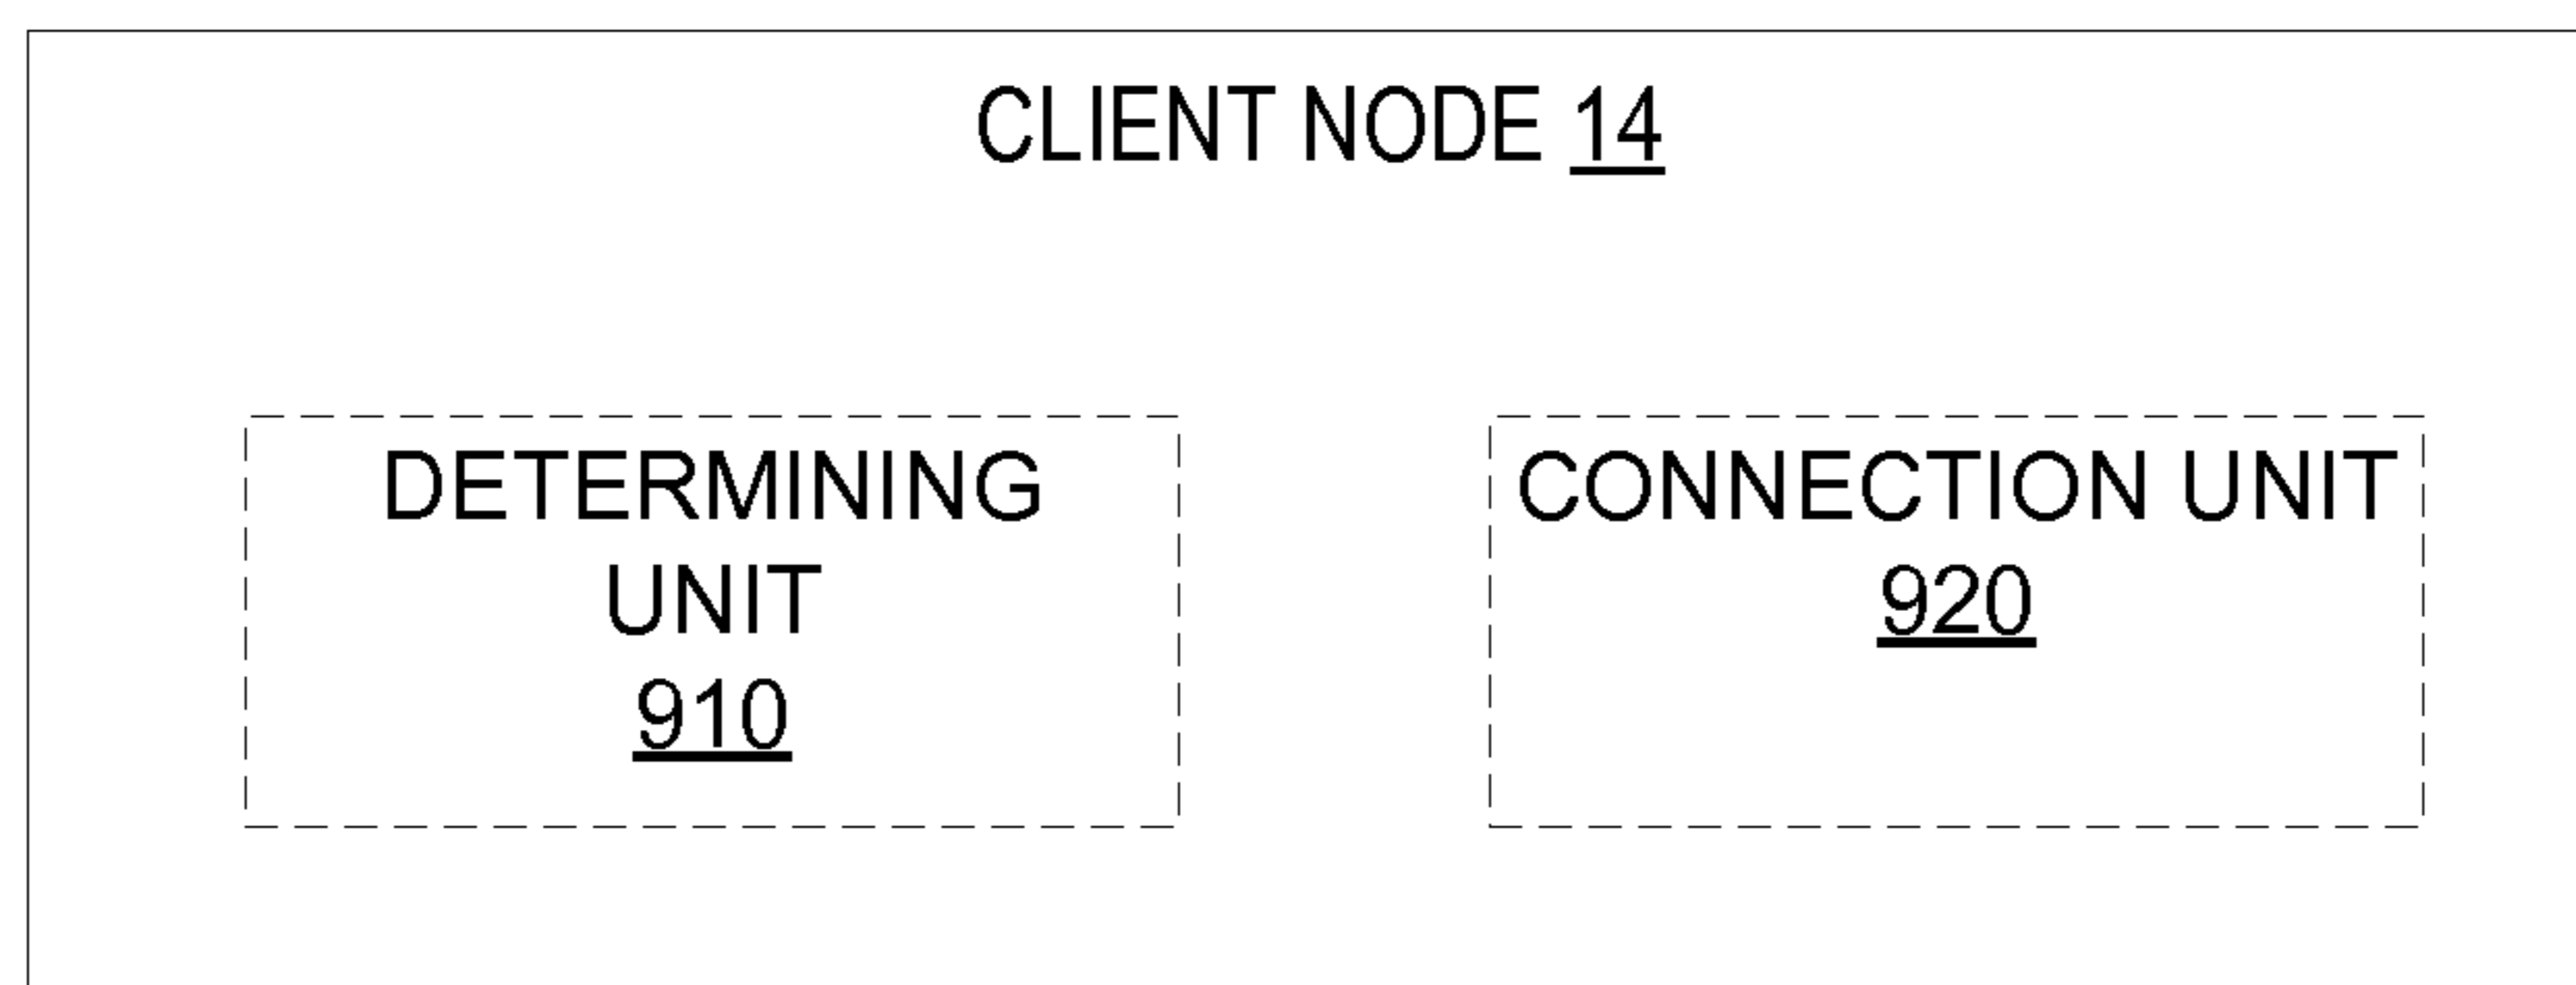 CLIENT NODE 14
DETERMINING
UNIT
910
CONNECTION UNIT
920